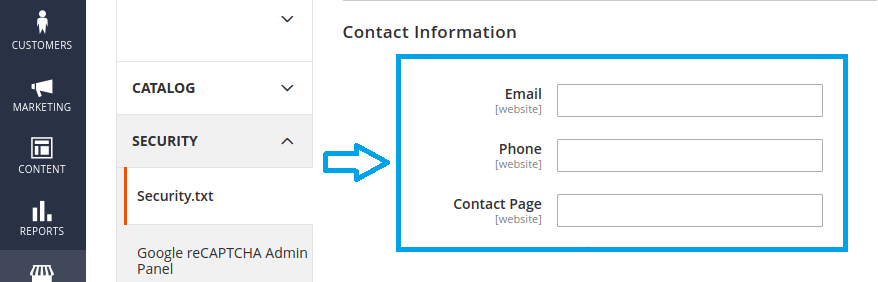 CUSTOMERS
MARKETING
CONTENT
REPORTS
CATALOG
SECURITY
Security.txt
Google reCAPTCHA Admin
Panel
Contact Information
Email
[website]
Phone
[website]
Contact Page
[website]